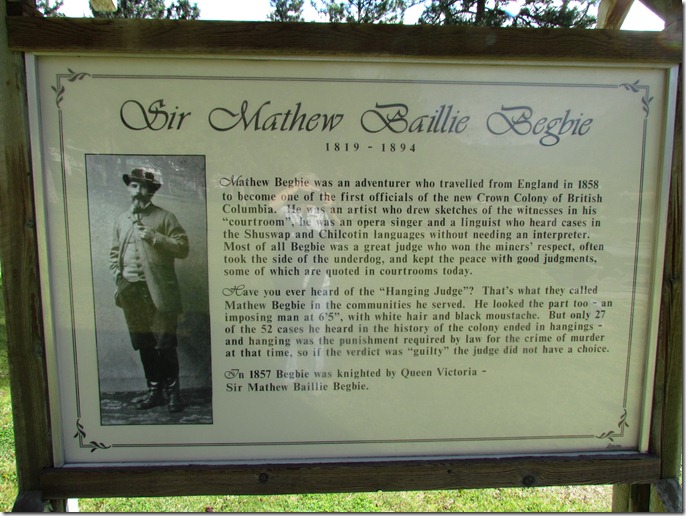 Sir Mathew Baillie Begbie
1819 - 1894
Mathew Begbie was an adventurer who travelled from England in 1858
to become one of the first officials of the new Crown Colony of British
Columbia. He was an artist who drew sketches of the witnesses in his
"courtroom", he was an opera singer and a linguist who heard cases in
the Shuswap and Chilcotin languages without needing an interpreter.
Most of all Begbie was a great judge who won the miners' respect, often
took the side of the underdog, and kept the peace with good judgments,
some of which are quoted in courtrooms today.
Have you ever heard of the "Hanging Judge"? That's what they called
Mathew Begbie in the communities he served. He looked the part too - an
imposing man at 6'5", with white hair and black moustache. But only 27
of the 52 cases he heard in the history of the colony ended in hangings -
and hanging was the punishment required by law for the crime of murder
at that time, so if the verdict was "guilty" the judge did not have a choice.
In 1857 Begbie was knighted by Queen Victoria -
Sir Mathew Baillie Begbie.